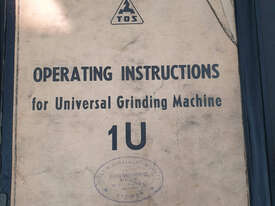 TOS
OPERATING INSTRUCTIONS
for Universal Grinding Machine
1U